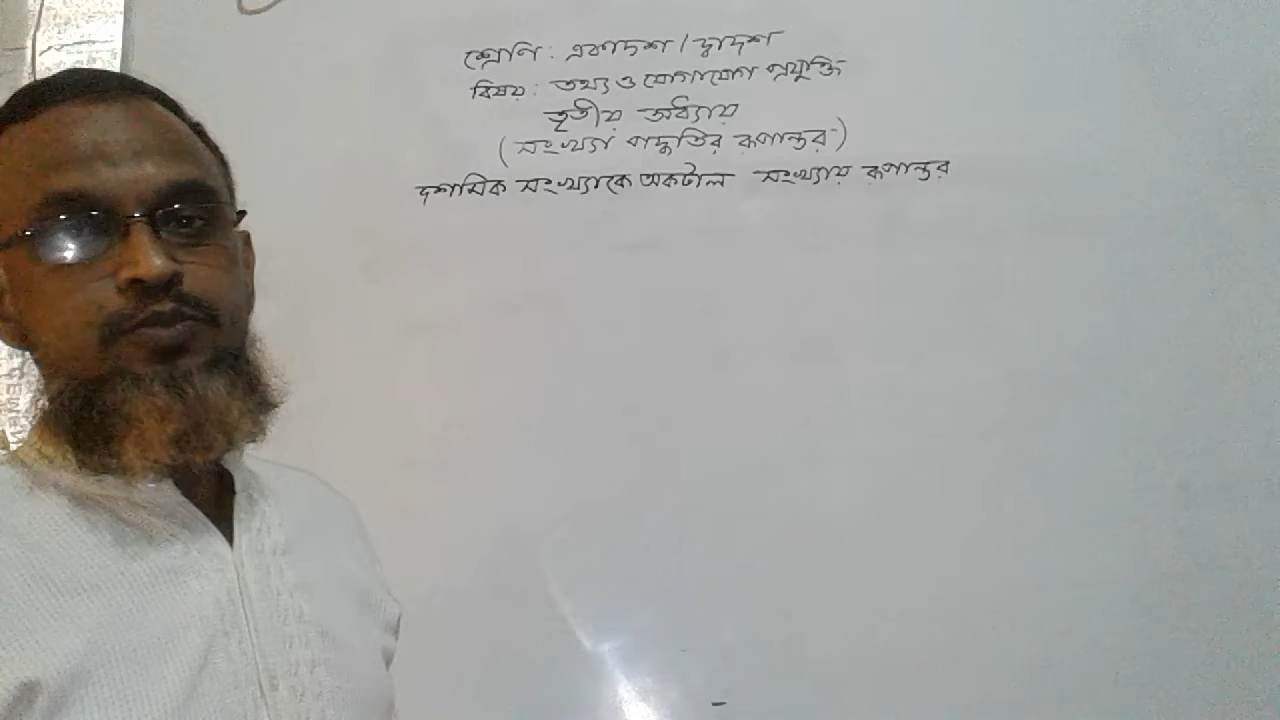 শ্রেণি : একাদশ / দ্বাদশ
বিষয় : তথ্য ও যোগাযোগ প্রযুক্তি
তৃতীয় অধ্যায়
( সংখ্যা পদ্ধতির রূপান্তর )
দশমিক সংখ্যাকে অকটাল সংখ্যায় রূপান্তর